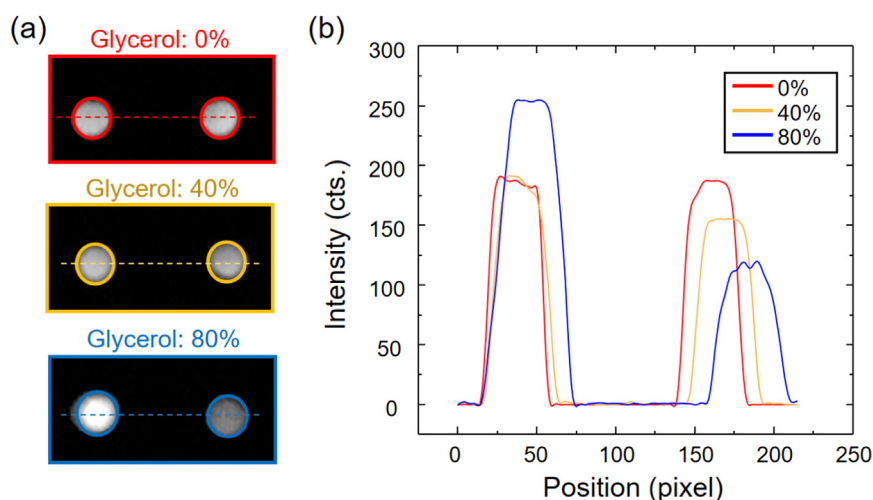 (a)
Glycerol: 0%
Glycerol: 40%
Glycerol: 80%
(b)
300
250
200
150
100
50
0
Intensity (cts.)
0%
40%
80%
0 50 100 150 200 250
Position (pixel)